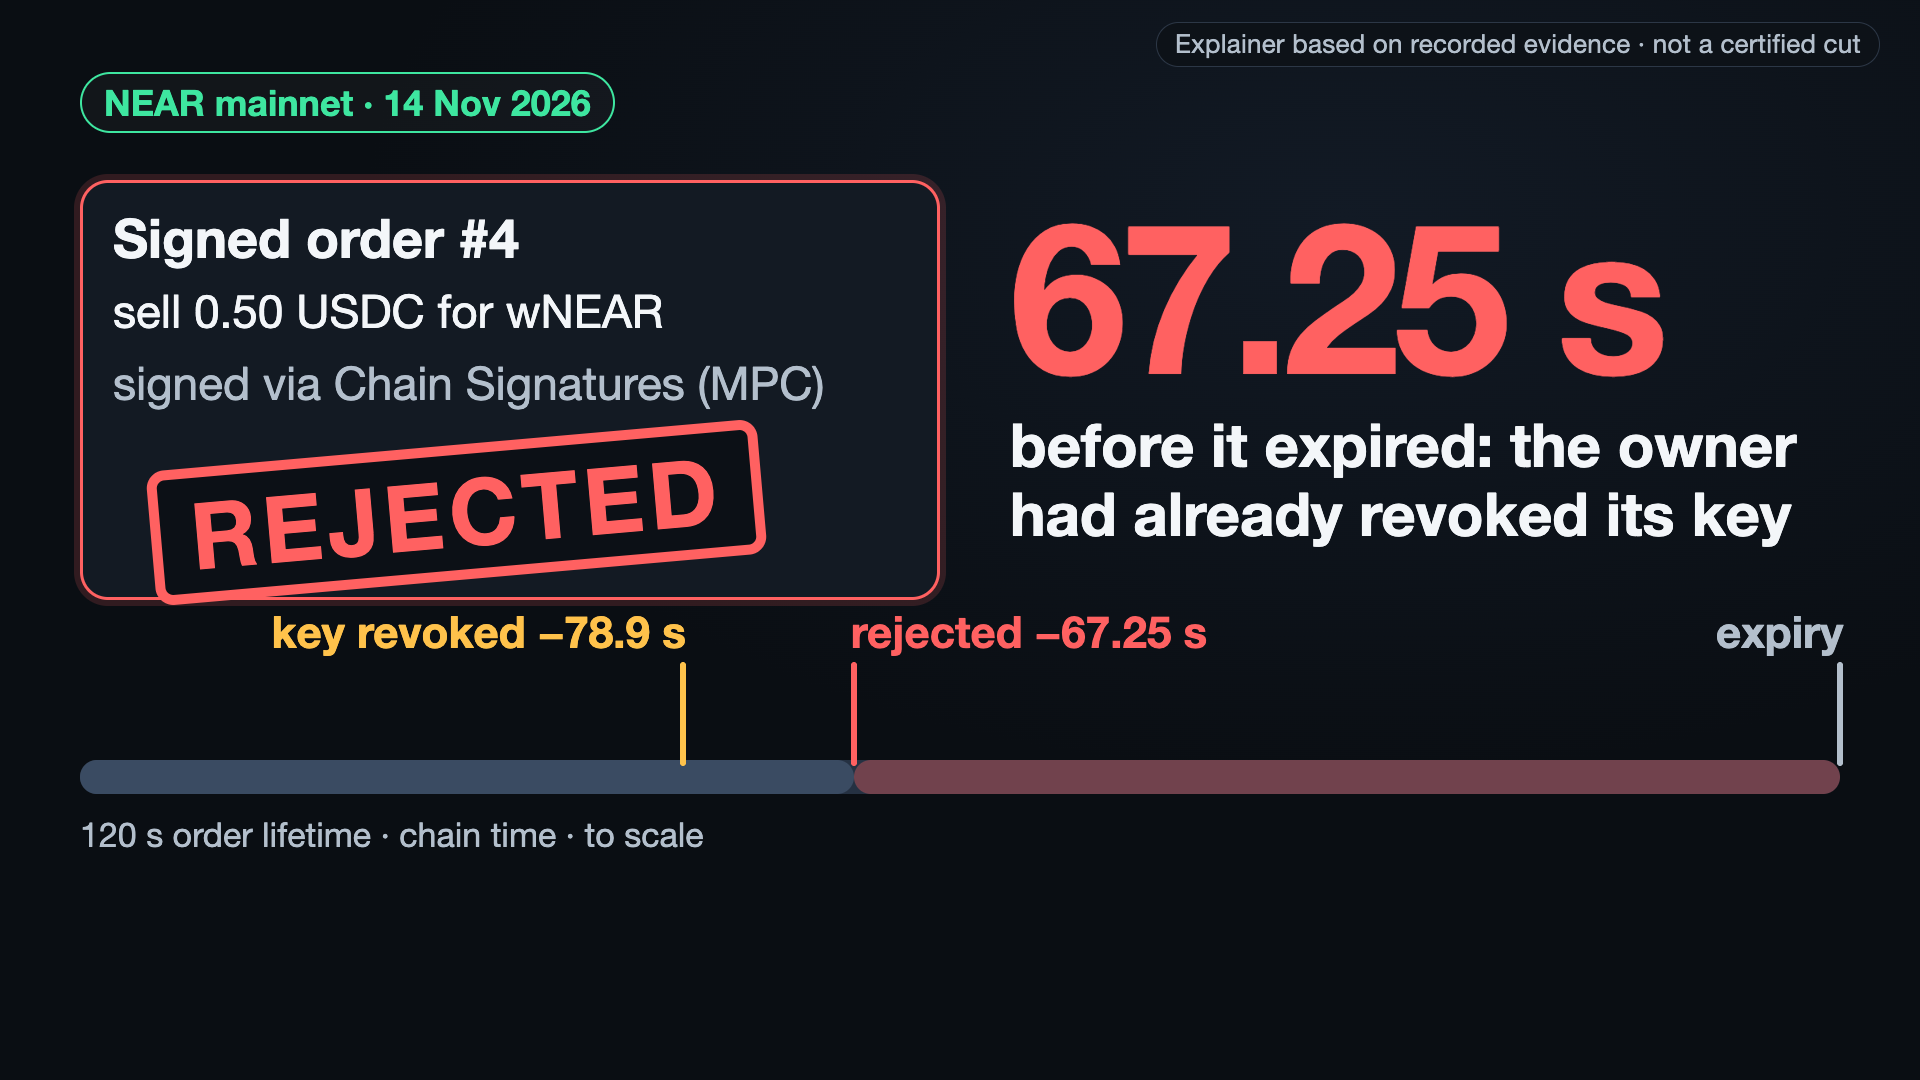 Explainer based on recorded evidence · not a certified cut
NEAR mainnet · 14 Nov 2026
Signed order #4
sell 0.50 USDC for wNEAR
signed via Chain Signatures (MPC)
REJECTED
67.25 s
before it expired: the owner
had already revoked its key
key revoked −78.9 s
rejected −67.25 s
expiry
120 s order lifetime · chain time · to scale